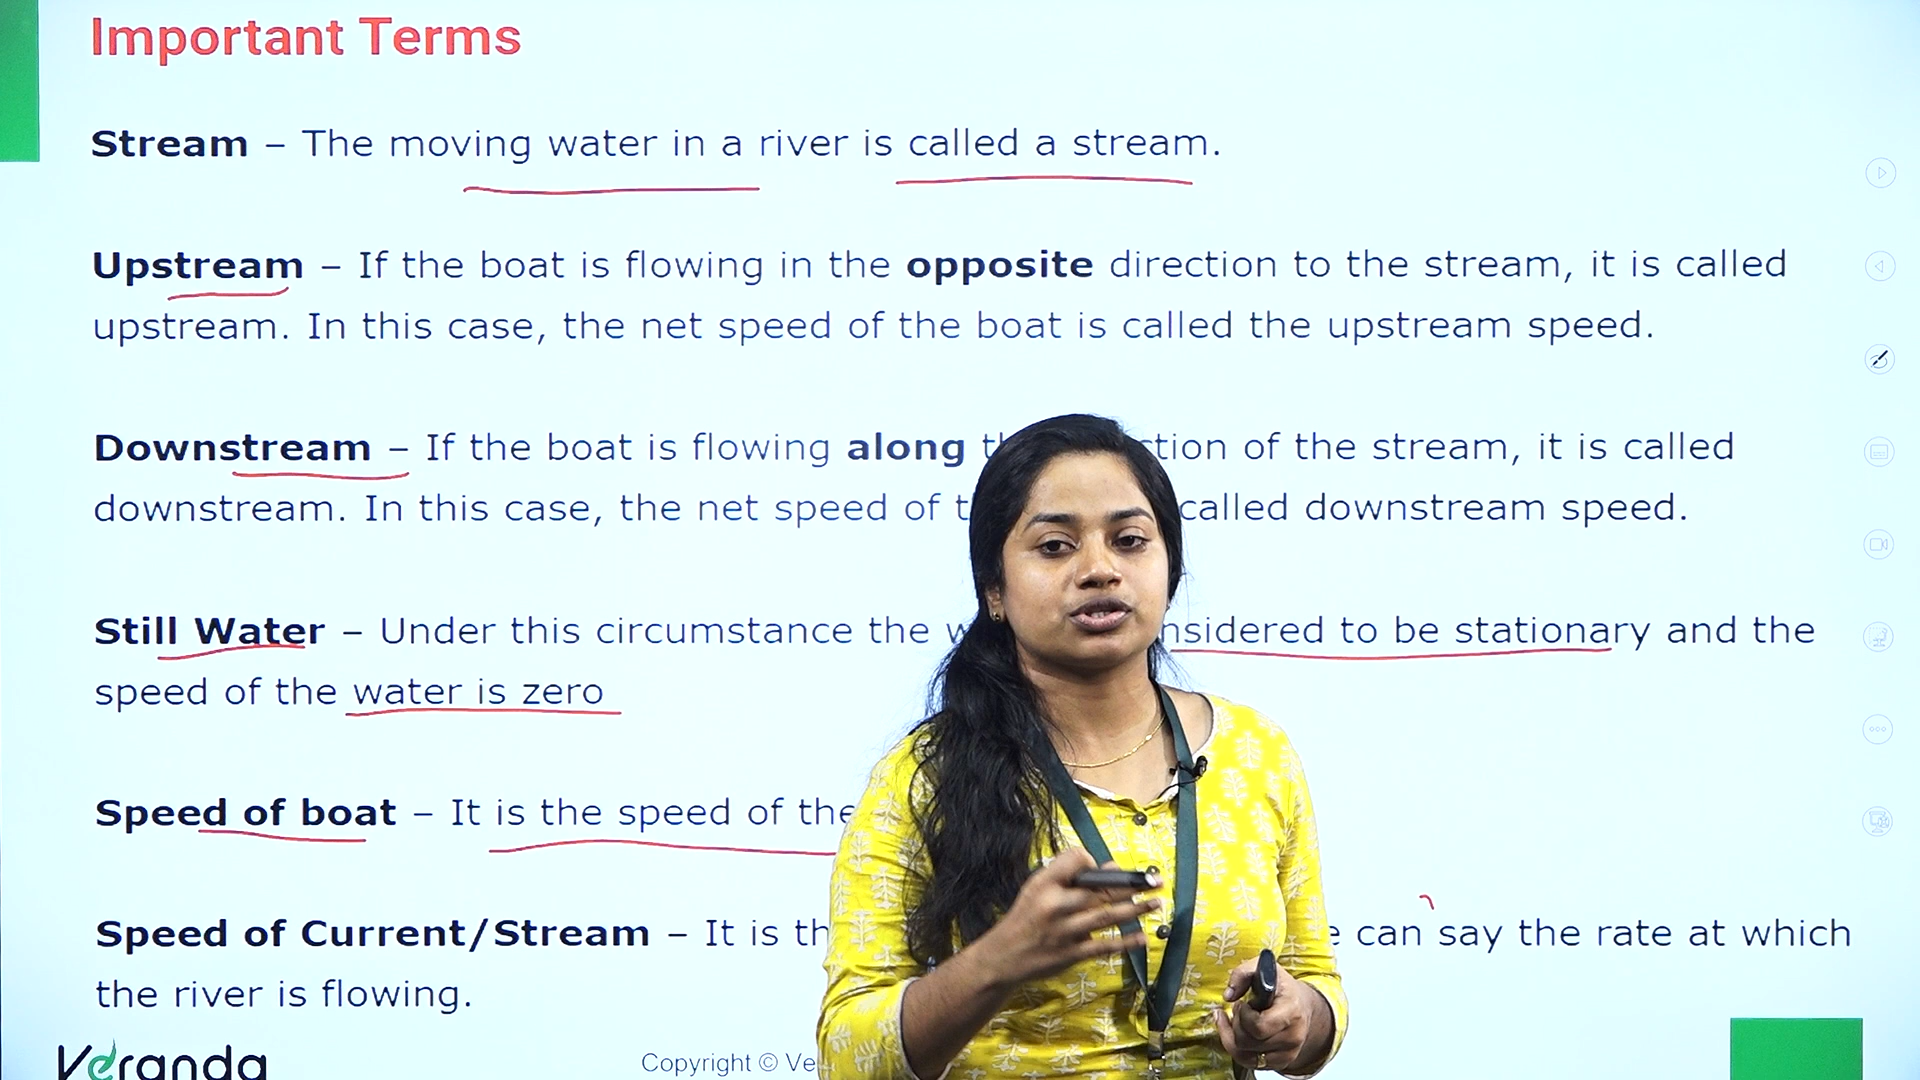 Important Terms
Stream – The moving water in a river is called a stream.
Upstream – If the boat is flowing in the opposite direction to the stream, it is called
upstream. In this case, the net speed of the boat is called the upstream speed.
Downstream – If the boat is flowing along of the stream, it is called
downstream. In this case, the net speed of called downstream speed.
Still Water – Under this circumstance the to be stationary and the
speed of the water is zero
Speed of boat – It is the speed of the
Speed of Current/Stream – It is can say the rate at which
the river is flowing.
Veranda
Copyright ©